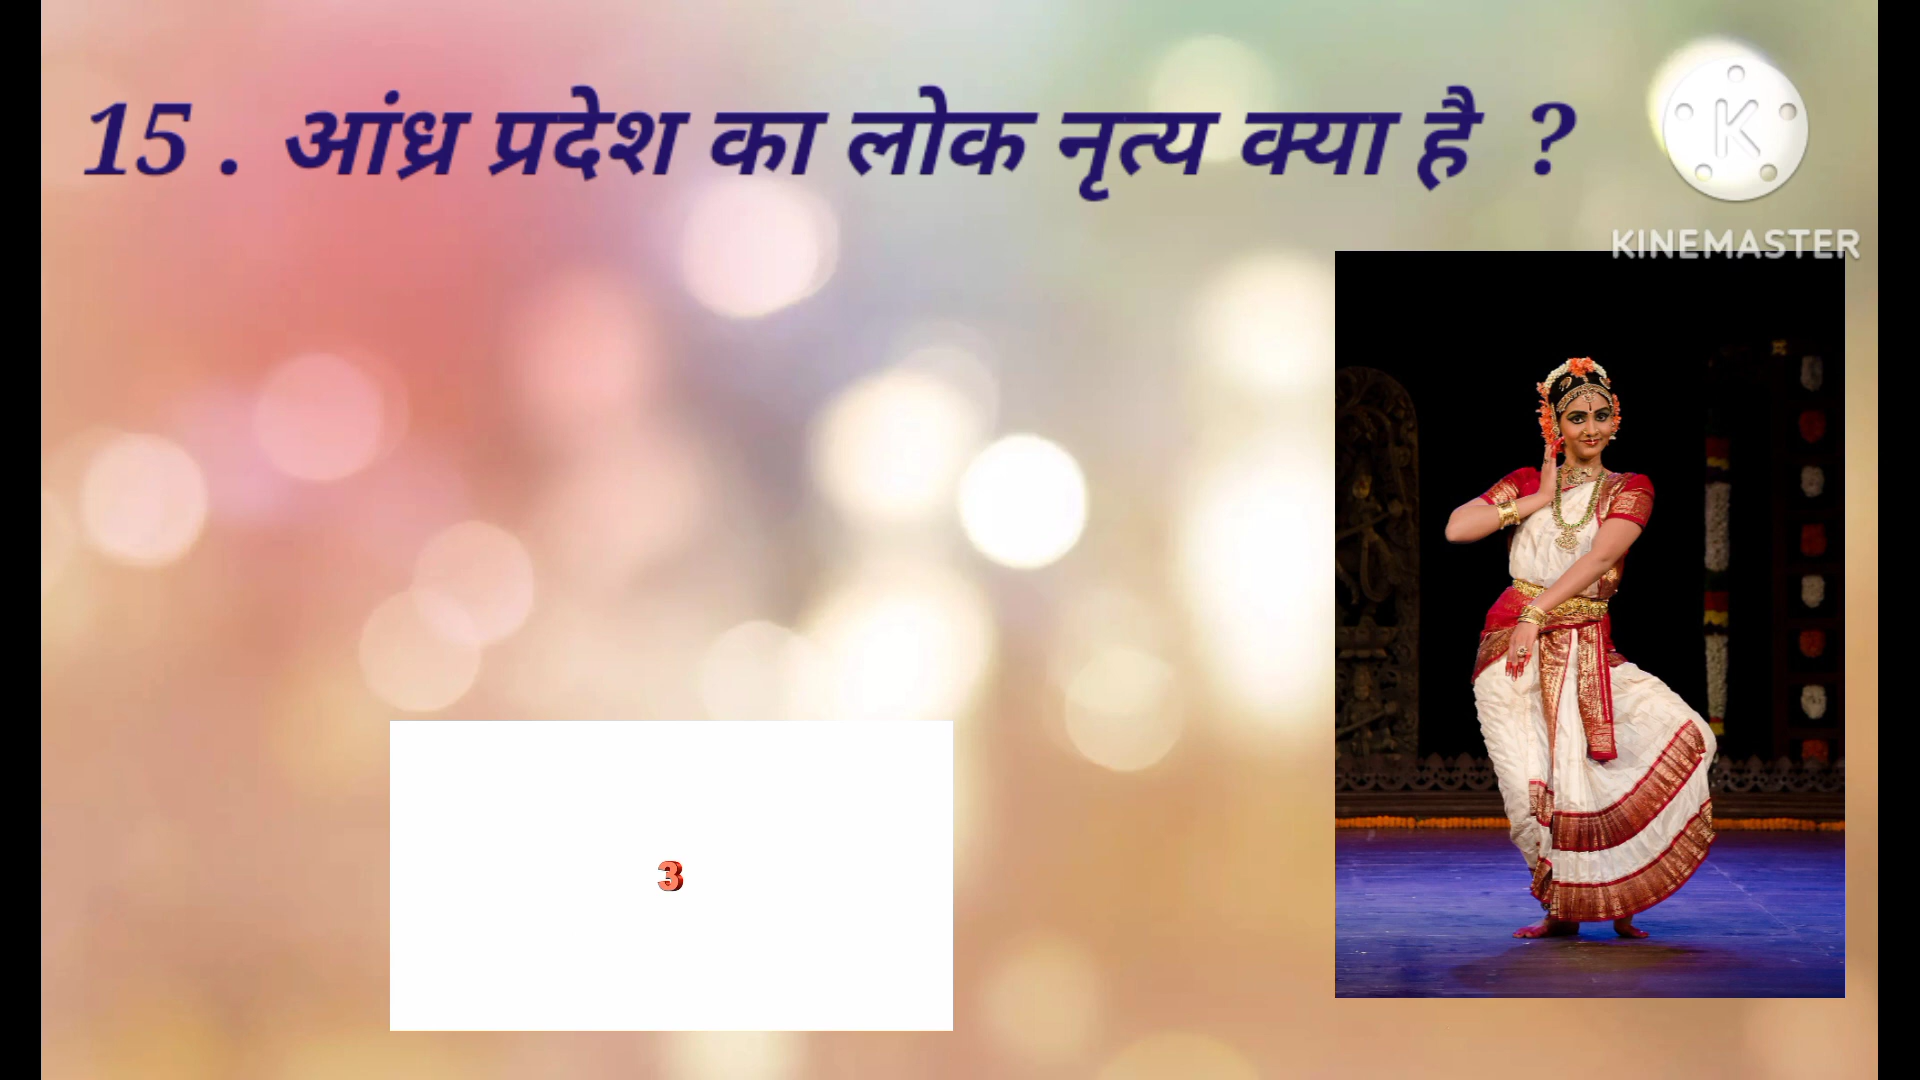 15 . आंध्र प्रदेश का लोक नृत्य क्या है ?
K
KINEMASTER
3